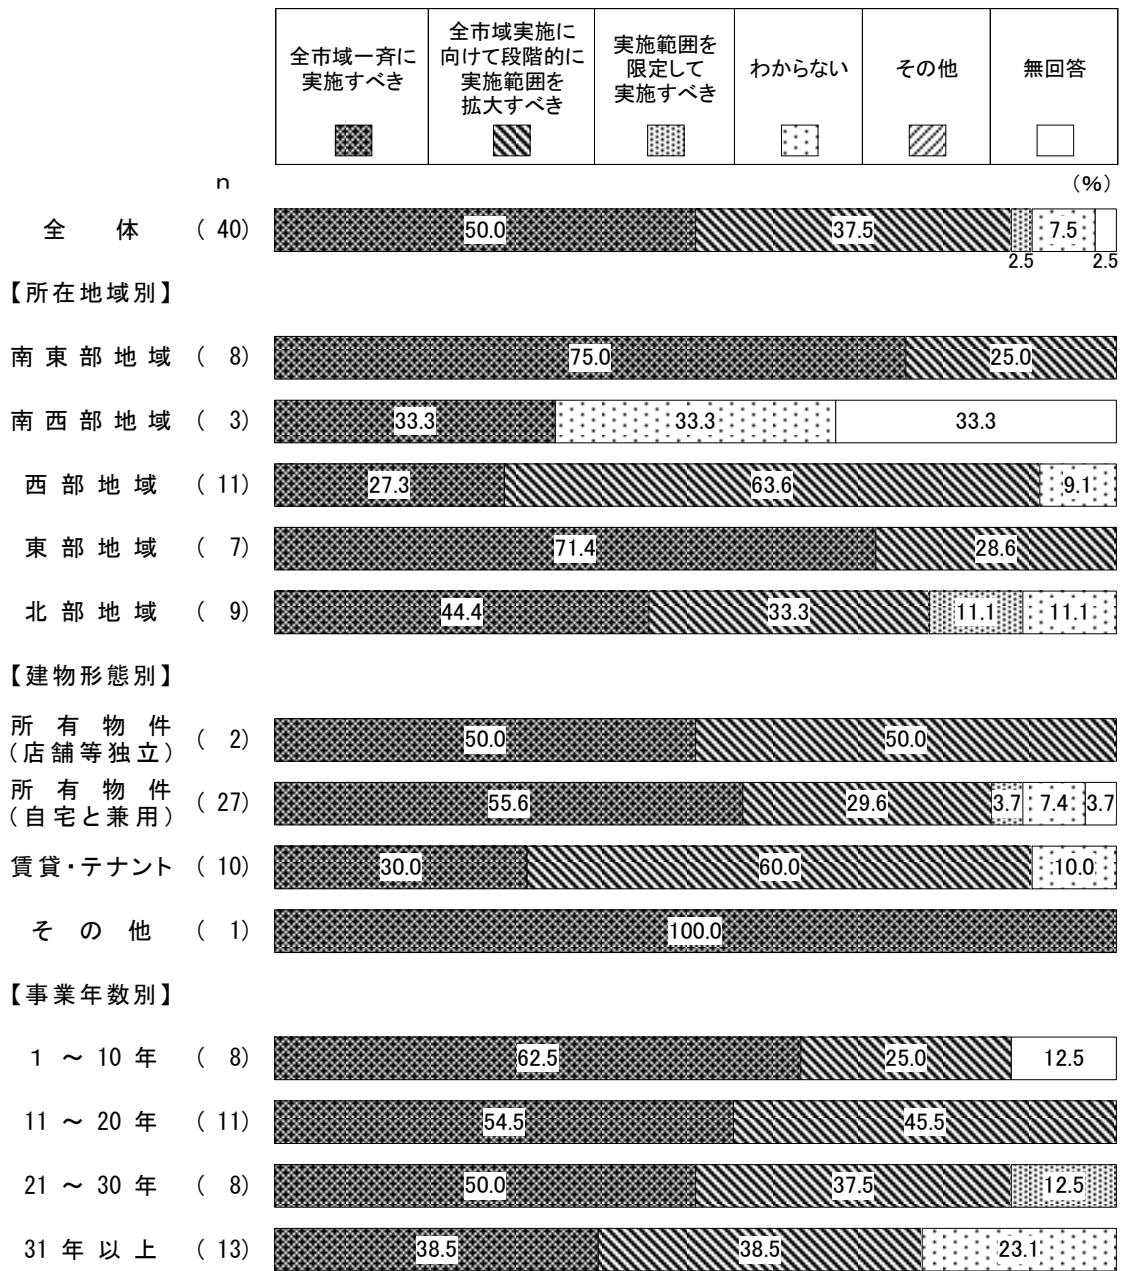 全市域一斉に
実施すべき
全市域実施に
向けて段階的に
実施範囲を
拡大すべき
実施範囲を
限定して
実施すべき
わからない
その他
無回答
n
(%)
全 体 ( 40) 50.0 37.5 2.5 7.5 2.5
【所在地域別】
南東部地域 ( 8) 75.0 25.0
南西部地域 ( 3) 33.3 33.3 33.3
西部地域 ( 11) 27.3 63.6 9.1
東部地域 ( 7) 71.4 28.6
北部地域 ( 9) 44.4 33.3 11.1 11.1
【建物形態別】
所有物件
(店舗等独立) ( 2) 50.0 50.0
所有物件
(自宅と兼用) ( 27) 55.6 29.6 3.7 7.4 3.7
賃貸・テナント ( 10) 30.0 60.0 10.0
その他 ( 1) 100.0
【事業年数別】
1 ～ 10 年 ( 8) 62.5 25.0 12.5
11 ～ 20 年 ( 11) 54.5 45.5
21 ～ 30 年 ( 8) 50.0 37.5 12.5
31 年 以 上 ( 13) 38.5 38.5 23.1